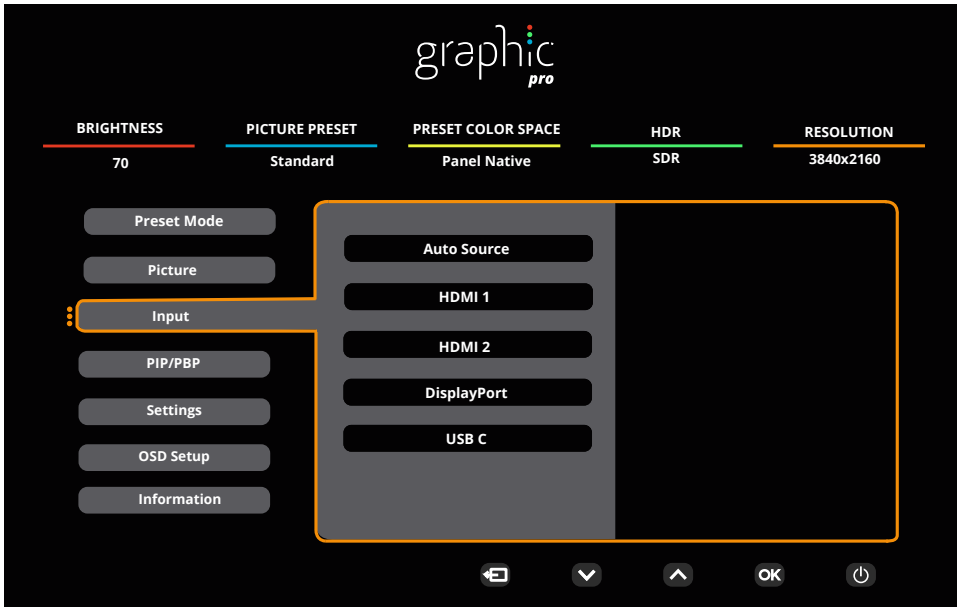 graphic
pro
BRIGHTNESS PICTURE PRESET PRESET COLOR SPACE HDR RESOLUTION
70 Standard Panel Native SDR 3840x2160
Preset Mode
Picture
Input
PIP/PBP
Settings
OSD Setup
Information
Auto Source
HDMI 1
HDMI 2
DisplayPort
USB C
OK